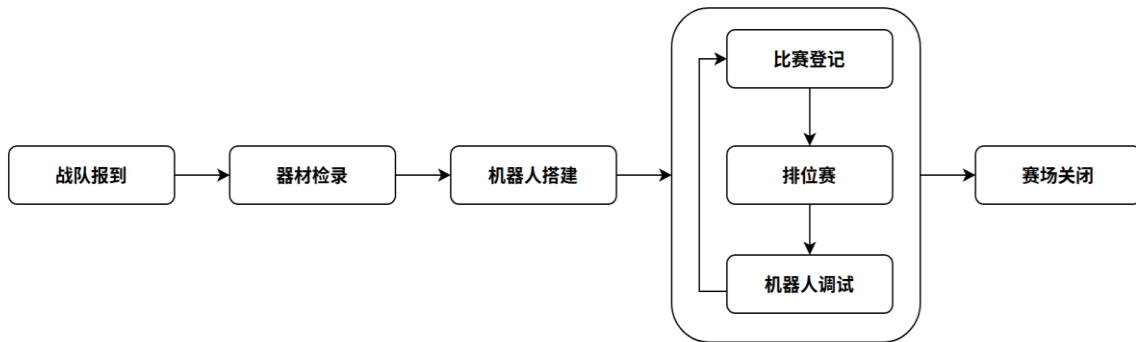 战队报到
器材检录
机器人搭建
比赛登记
排位赛
机器人调试
赛场关闭